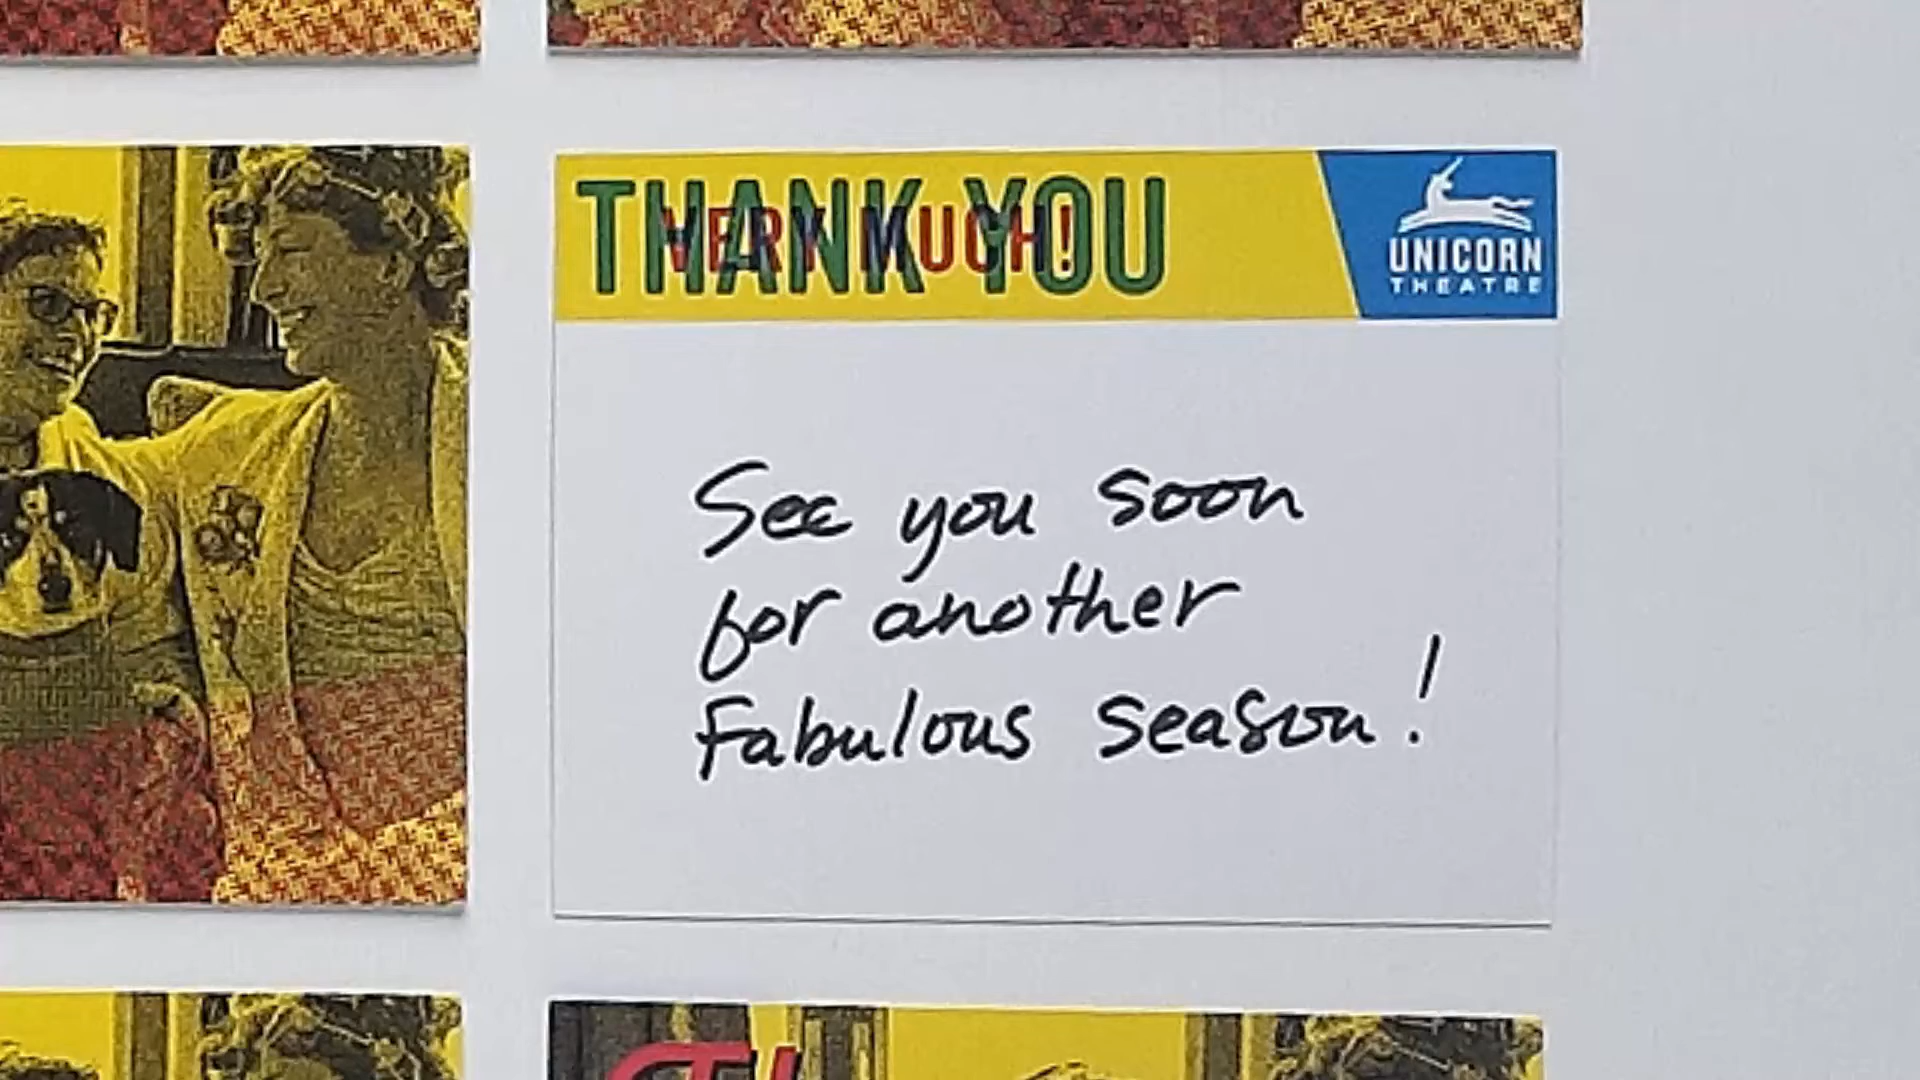 THANK YOU
VERY MUCH!
UNICORN
THEATRE
See you soon
for another
Fabulous season!